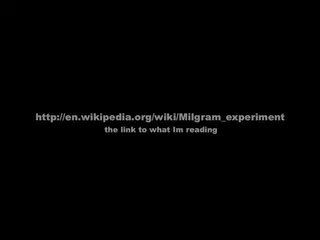 http://en.wikipedia.org/wiki/Milgram_experiment
the link to what Im reading